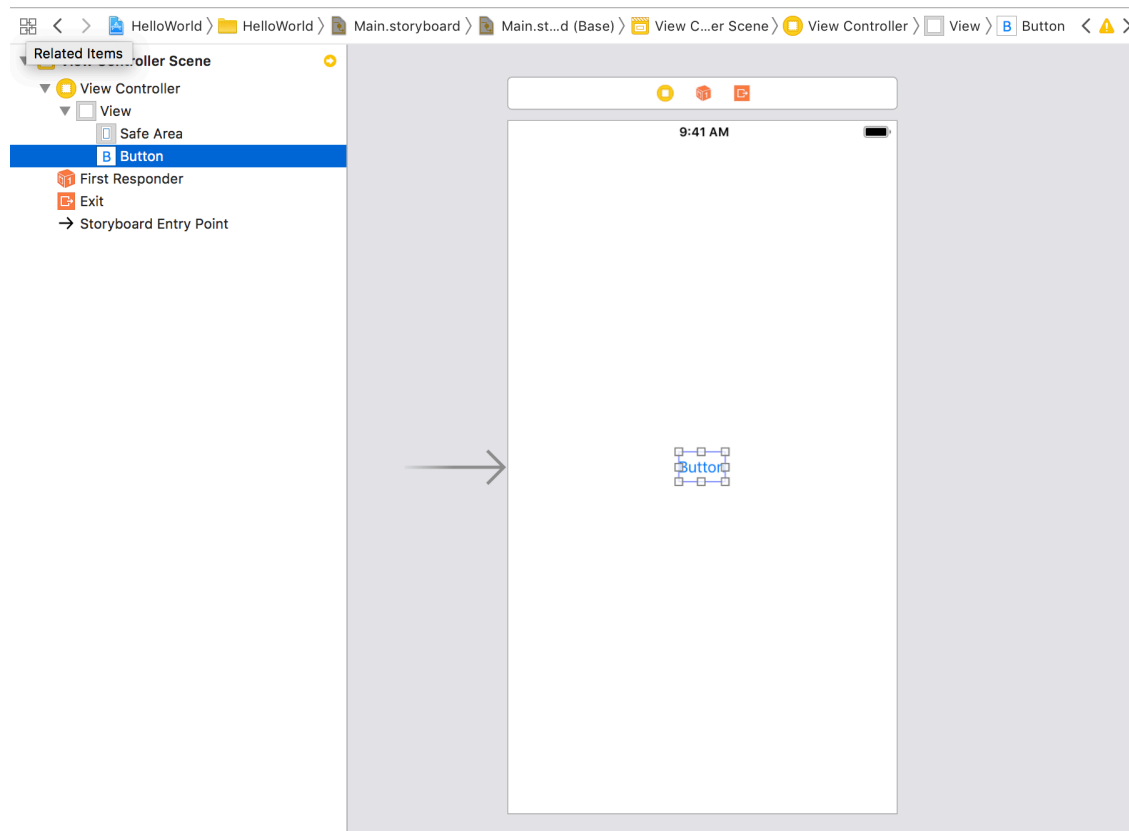 HelloWorld HelloWorld Main.storyboard Main.st...d (Base) View C...er Scene View Controller View B Button
Related Items
roller Scene
View Controller
View
Safe Area
B Button
First Responder
Exit
Storyboard Entry Point
9:41 AM
Button